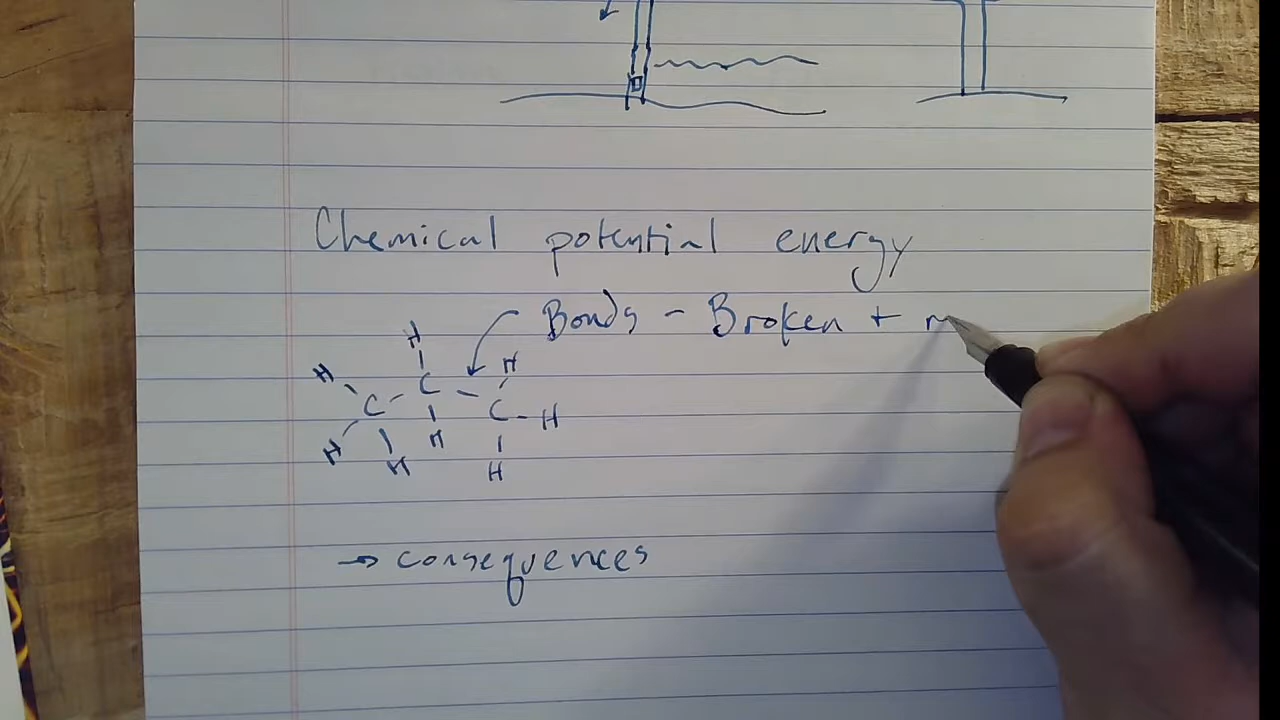 Chemical potential energy
Bonds - Broken +
H
H H
C
C C - H
H H
H H
→ consequences